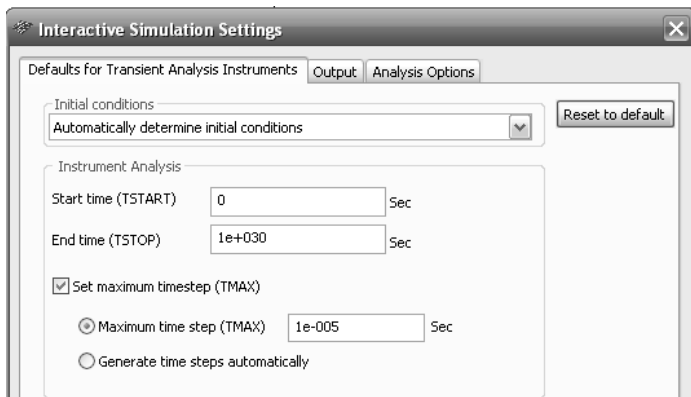 Interactive Simulation Settings
Defaults for Transient Analysis Instruments Output Analysis Options
Initial conditions
Automatically determine initial conditions
Reset to default
Instrument Analysis
Start time (TSTART) 0 Sec
End time (TSTOP) 1e+030 Sec
Set maximum timestep (TMAX)
Maximum time step (TMAX) 1e-005 Sec
Generate time steps automatically